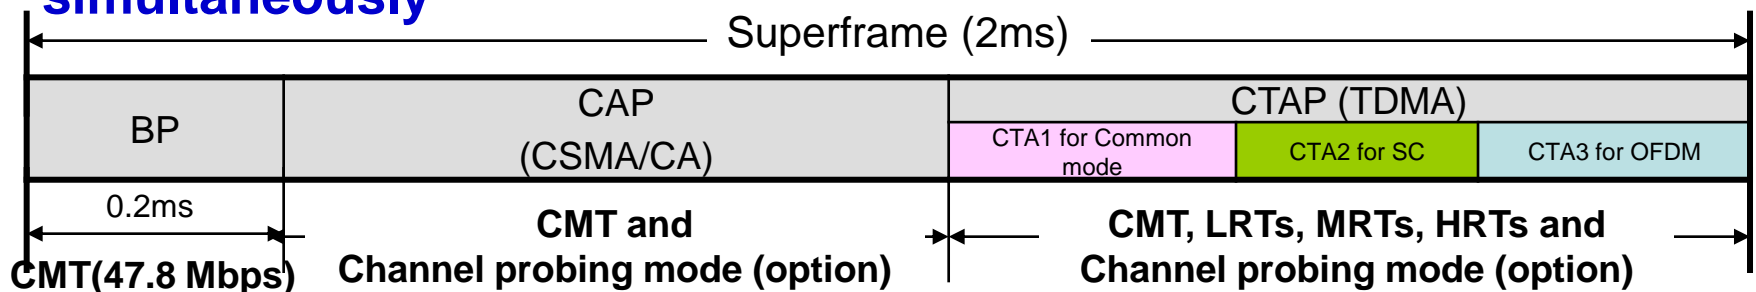 simultaneously
Superframe (2ms)
BP
CAP
(CSMA/CA)
CTAP (TDMA)
CTA1 for Common
mode
CTA2 for SC
CTA3 for OFDM
0.2ms
CMT(47.8 Mbps)
CMT and
Channel probing mode (option)
CMT, LRTs, MRTs, HRTs and
Channel probing mode (option)